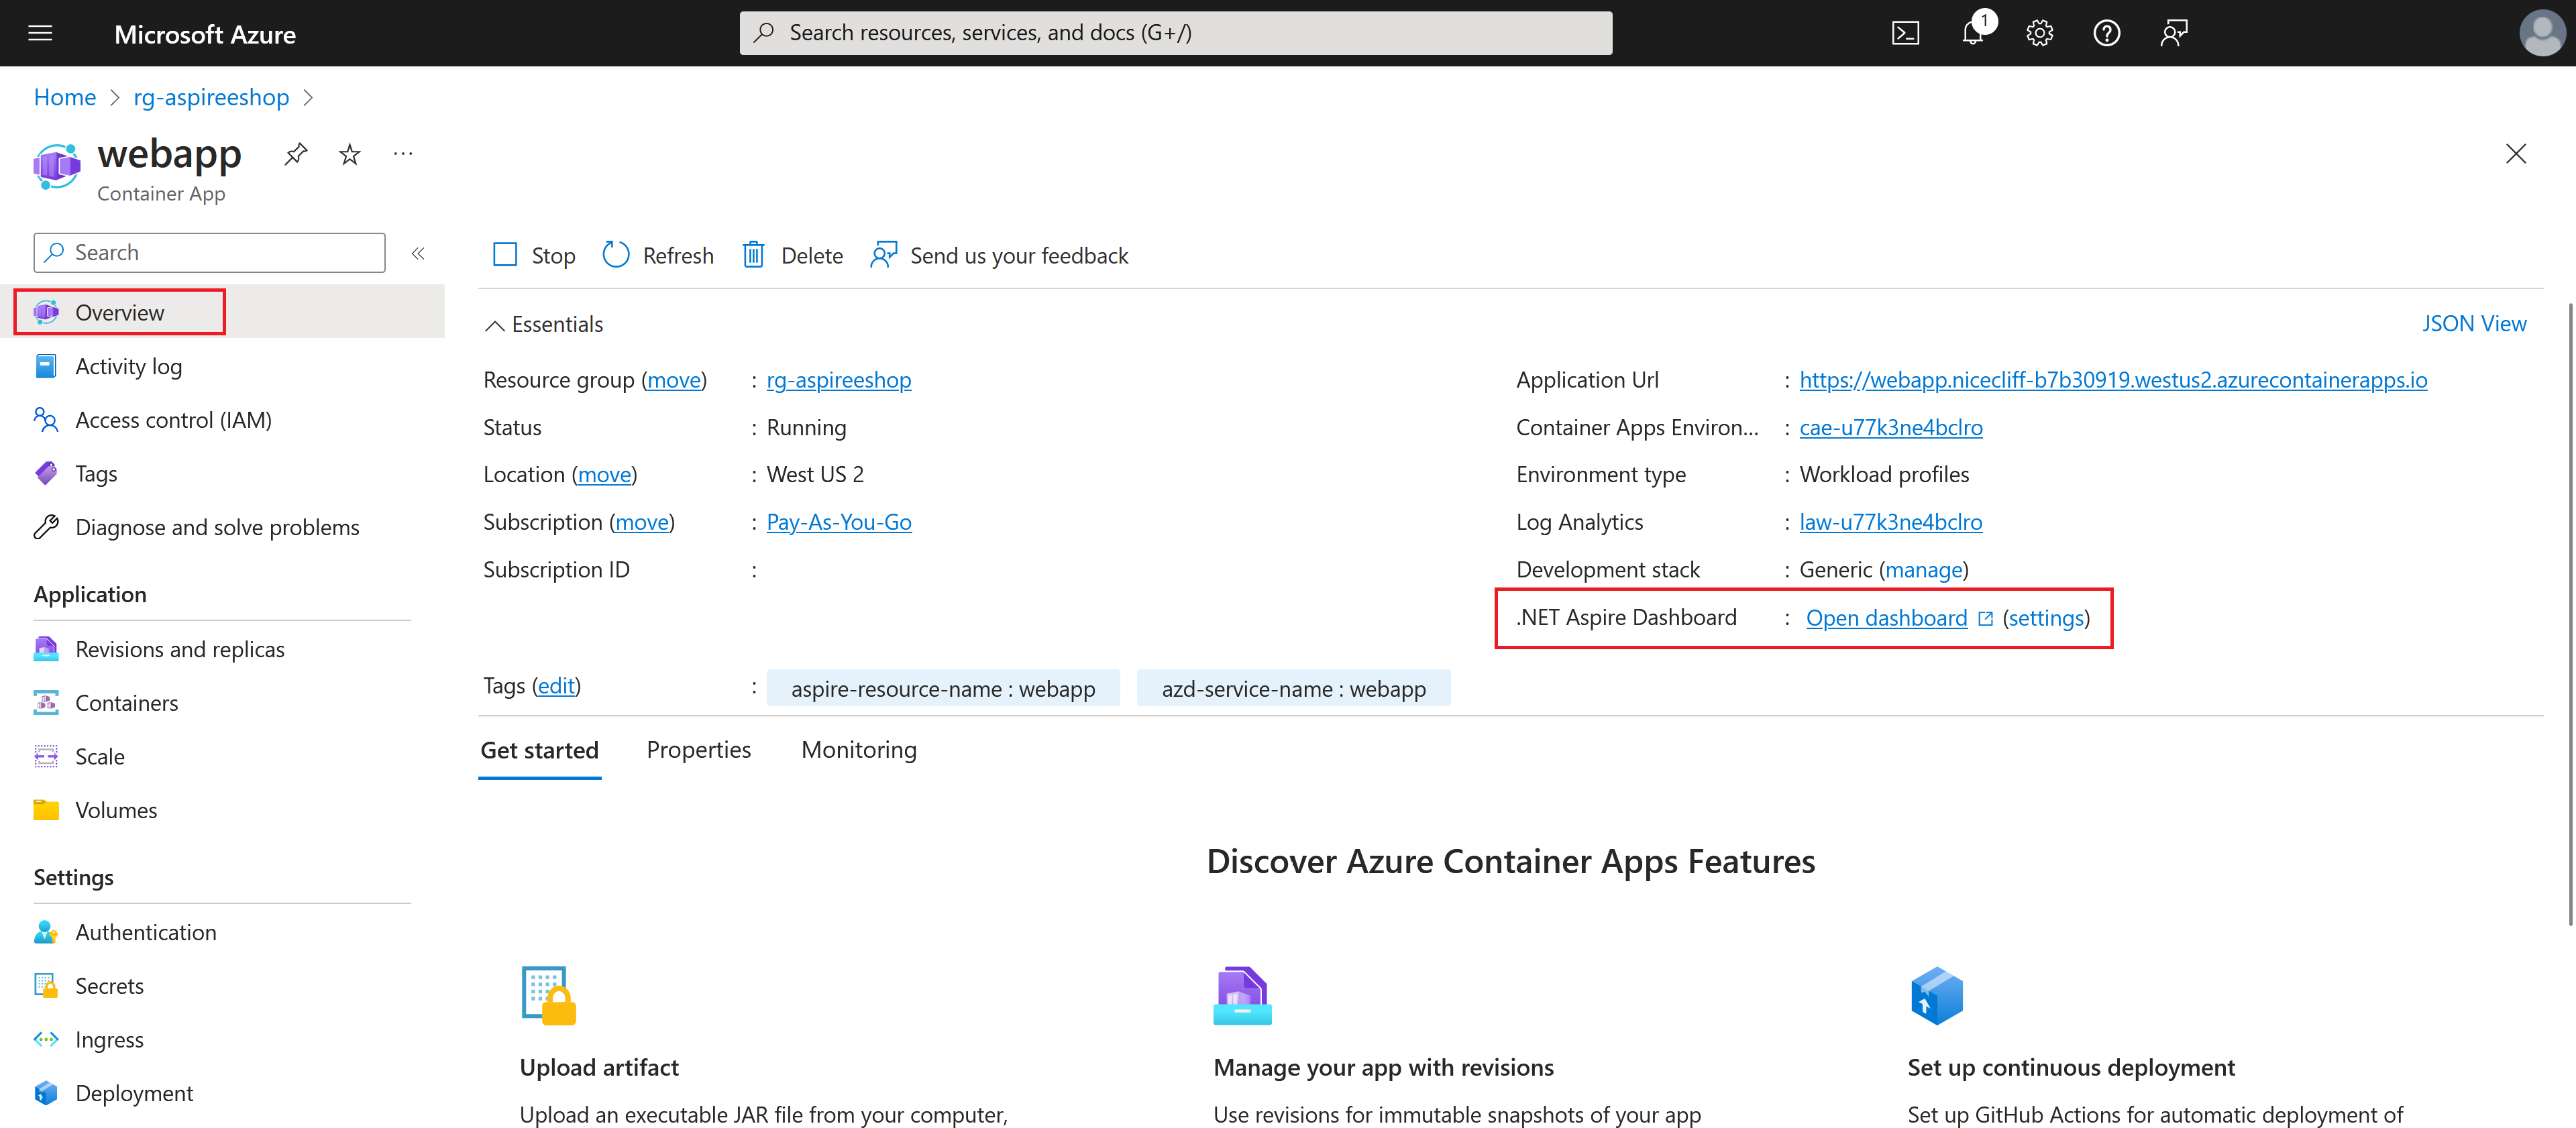 Microsoft Azure
Search resources, services, and docs (G+/)
1
Home > rg-aspireeshop >
webapp
Container App
Search
«
Stop Refresh Delete Send us your feedback
Overview
Activity log
Access control (IAM)
Tags
Diagnose and solve problems
Application
Revisions and replicas
Containers
Scale
Volumes
Settings
Authentication
Secrets
Ingress
Deployment
Essentials
JSON View
Resource group (move) : rg-aspireeshop
Status : Running
Location (move) : West US 2
Subscription (move) : Pay-As-You-Go
Subscription ID :
Application Url : https://webapp.nicecliff-b7b30919.westus2.azurecontainerapps.io
Container Apps Environ... : cae-u77k3ne4bclro
Environment type : Workload profiles
Log Analytics : law-u77k3ne4bclro
Development stack : Generic (manage)
.NET Aspire Dashboard : Open dashboard (settings)
Tags (edit) : aspire-resource-name : webapp azd-service-name : webapp
Get started Properties Monitoring
Discover Azure Container Apps Features
Upload artifact
Upload an executable JAR file from your computer,
Manage your app with revisions
Use revisions for immutable snapshots of your app
Set up continuous deployment
Set up GitHub Actions for automatic deployment of